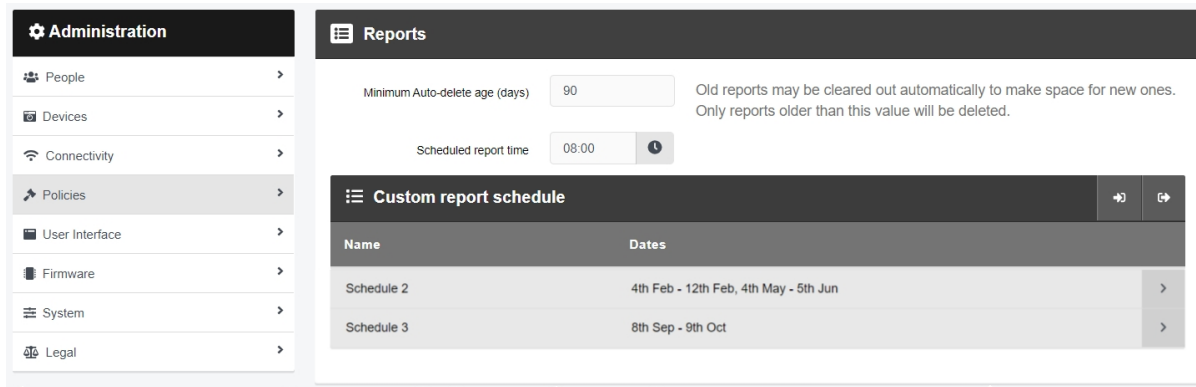 Administration
People
Devices
Connectivity
Policies
User Interface
Firmware
System
Legal
Reports
Minimum Auto-delete age (days)
90
Old reports may be cleared out automatically to make space for new ones.
Only reports older than this value will be deleted.
Scheduled report time
08:00
Custom report schedule
Name Dates
Schedule 2 4th Feb - 12th Feb, 4th May - 5th Jun
Schedule 3 8th Sep - 9th Oct